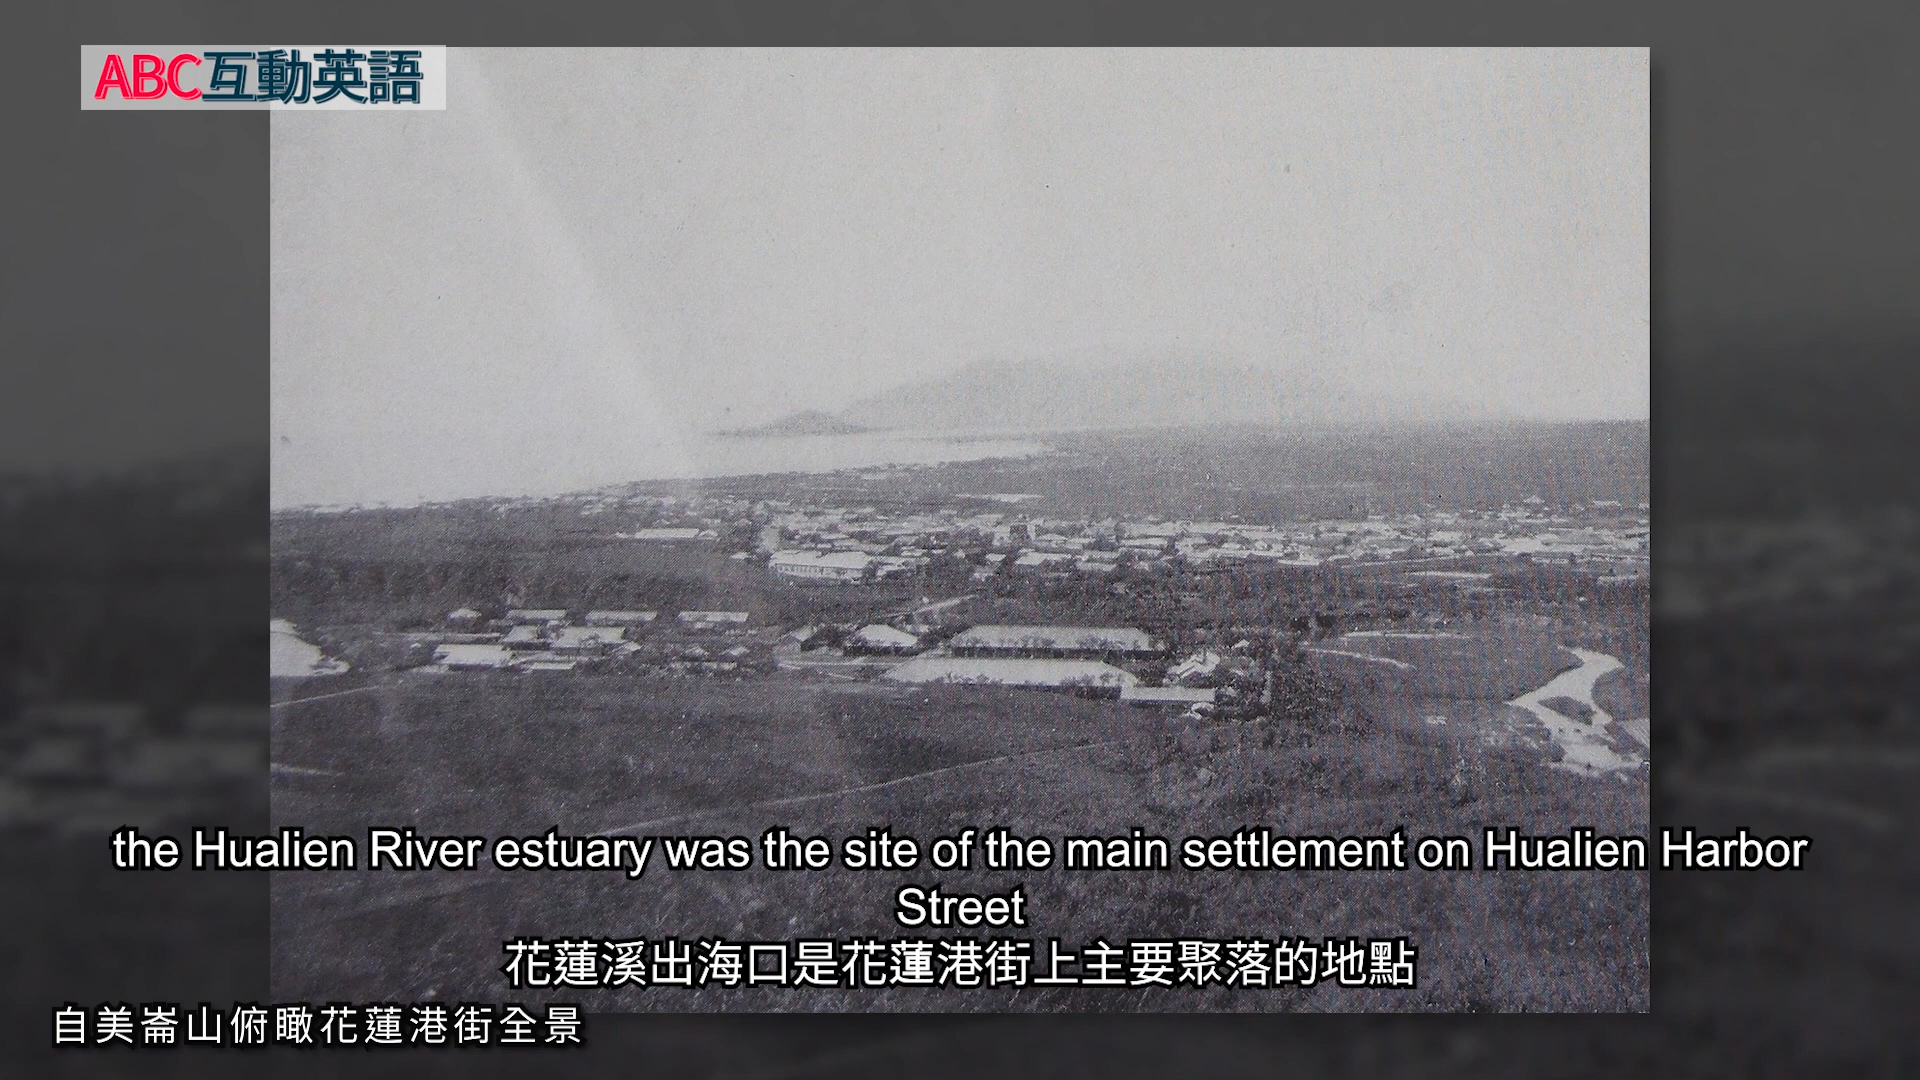 ABC互動英語
the Hualien River estuary was the site of the main settlement on Hualien Harbor
Street
花蓮溪出海口是花蓮港街上主要聚落的地點
自美崙山俯瞰花蓮港街全景